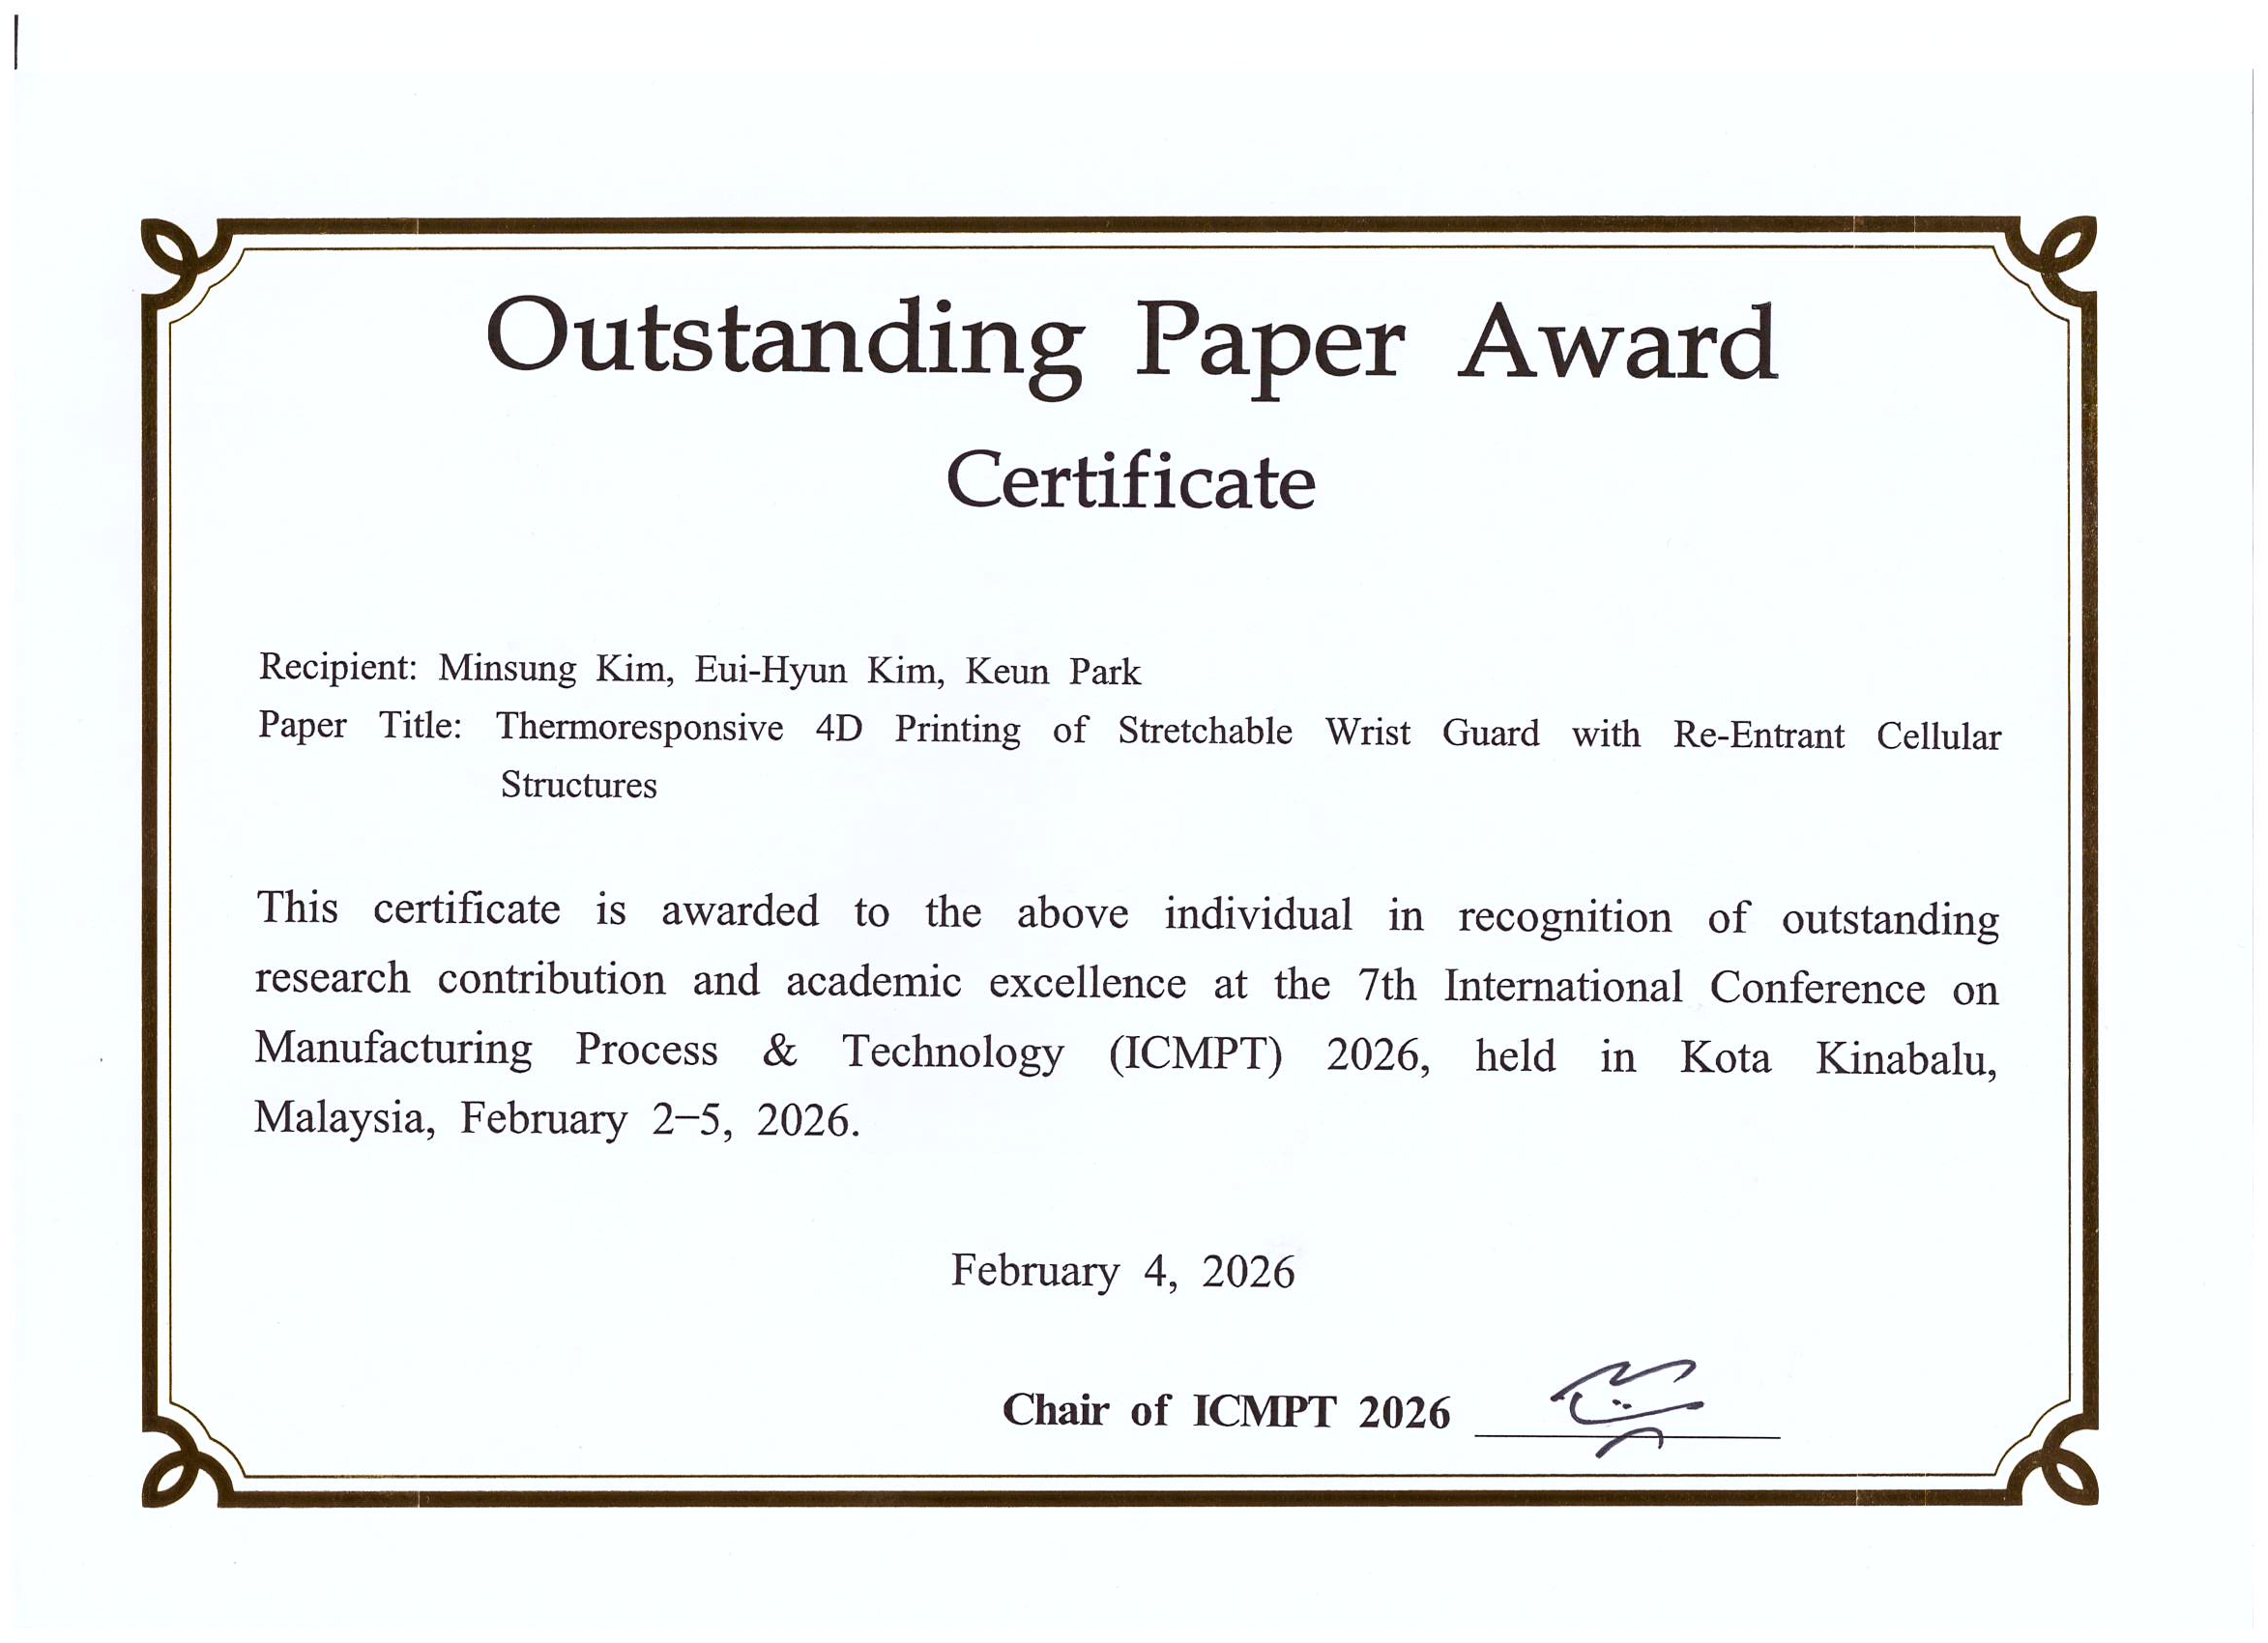 Outstanding Paper Award
Certificate
Recipient: Minsung Kim, Eui-Hyun Kim, Keun Park
Paper Title: Thermoresponsive 4D Printing of Stretchable Wrist Guard with Re-Entrant Cellular
Structures
This certificate is awarded to the above individual in recognition of outstanding
research contribution and academic excellence at the 7th International Conference on
Manufacturing Process & Technology (ICMPT) 2026, held in Kota Kinabalu,
Malaysia, February 2–5, 2026.
February 4, 2026
Chair of ICMPT 2026